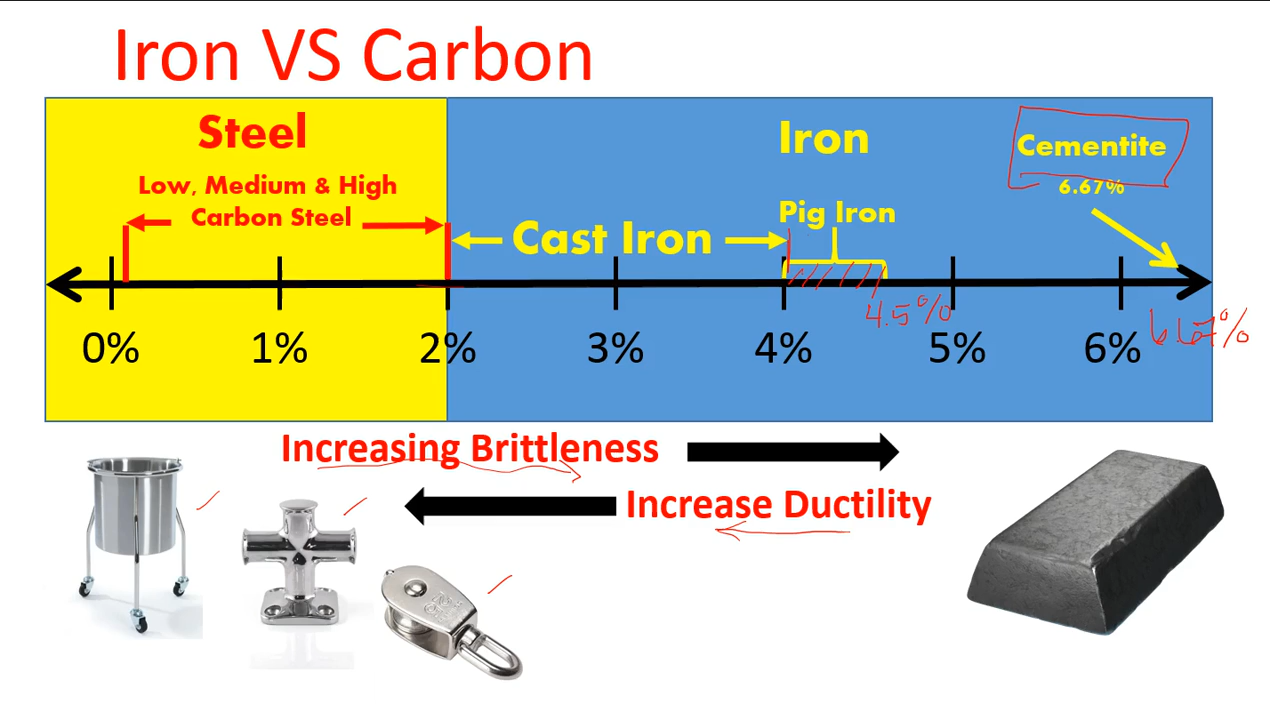 Iron VS Carbon
Steel
Low, Medium & High
Carbon Steel
Iron
Cementite
6.67%
Pig Iron
Cast Iron
4.5%
6.67%
0% 1% 2% 3% 4% 5% 6%
Increasing Brittleness
Increase Ductility